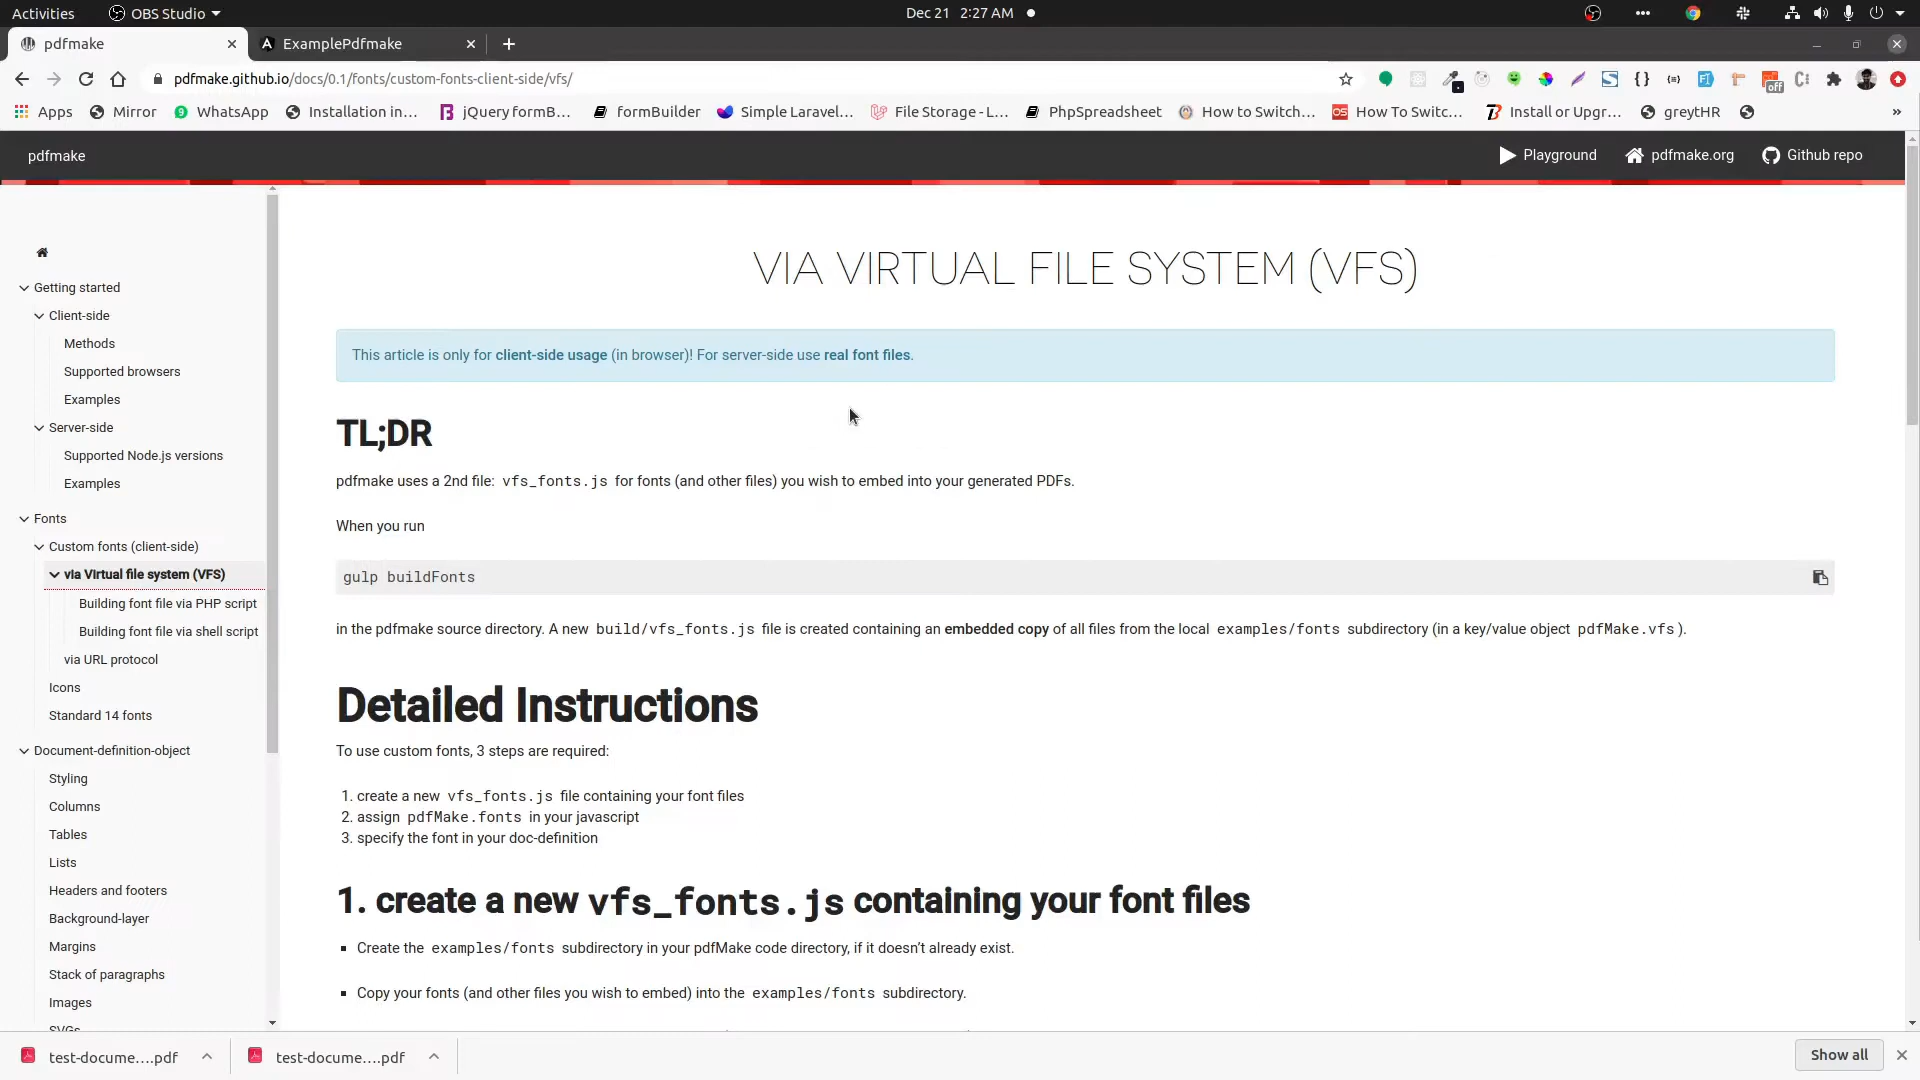 Activities
OBS Studio
Dec 21 2:27 AM
pdfmake
ExamplePdfmake
pdfmake.github.io/docs/0.1/fonts/custom-fonts-client-side/vfs/
off
Apps
Mirror
WhatsApp
Installation in...
jQuery formB...
formBuilder
Simple Laravel...
File Storage - L...
PhpSpreadsheet
How to Switch...
How To Switc...
Install or Upgr...
greytHR
»
pdfmake
Playground
pdfmake.org
Github repo
Getting started
Client-side
Methods
Supported browsers
Examples
Server-side
Supported Node.js versions
Examples
Fonts
Custom fonts (client-side)
via Virtual file system (VFS)
Building font file via PHP script
Building font file via shell script
via URL protocol
Icons
Standard 14 fonts
Document-definition-object
Styling
Columns
Tables
Lists
Headers and footers
Background-layer
Margins
Stack of paragraphs
Images
SVGs
VIA VIRTUAL FILE SYSTEM (VFS)
This article is only for client-side usage (in browser)! For server-side use real font files.
TL;DR
pdfmake uses a 2nd file: vfs_fonts.js for fonts (and other files) you wish to embed into your generated PDFs.
When you run
gulp buildFonts
in the pdfmake source directory. A new build/vfs_fonts.js file is created containing an embedded copy of all files from the local examples/fonts subdirectory (in a key/value object pdfMake.vfs ).
Detailed Instructions
To use custom fonts, 3 steps are required:
1. create a new vfs_fonts.js file containing your font files
2. assign pdfMake.fonts in your javascript
3. specify the font in your doc-definition
1. create a new vfs_fonts.js containing your font files
▪ Create the examples/fonts subdirectory in your pdfMake code directory, if it doesn't already exist.
▪ Copy your fonts (and other files you wish to embed) into the examples/fonts subdirectory.
test-docume....pdf
test-docume....pdf
Show all